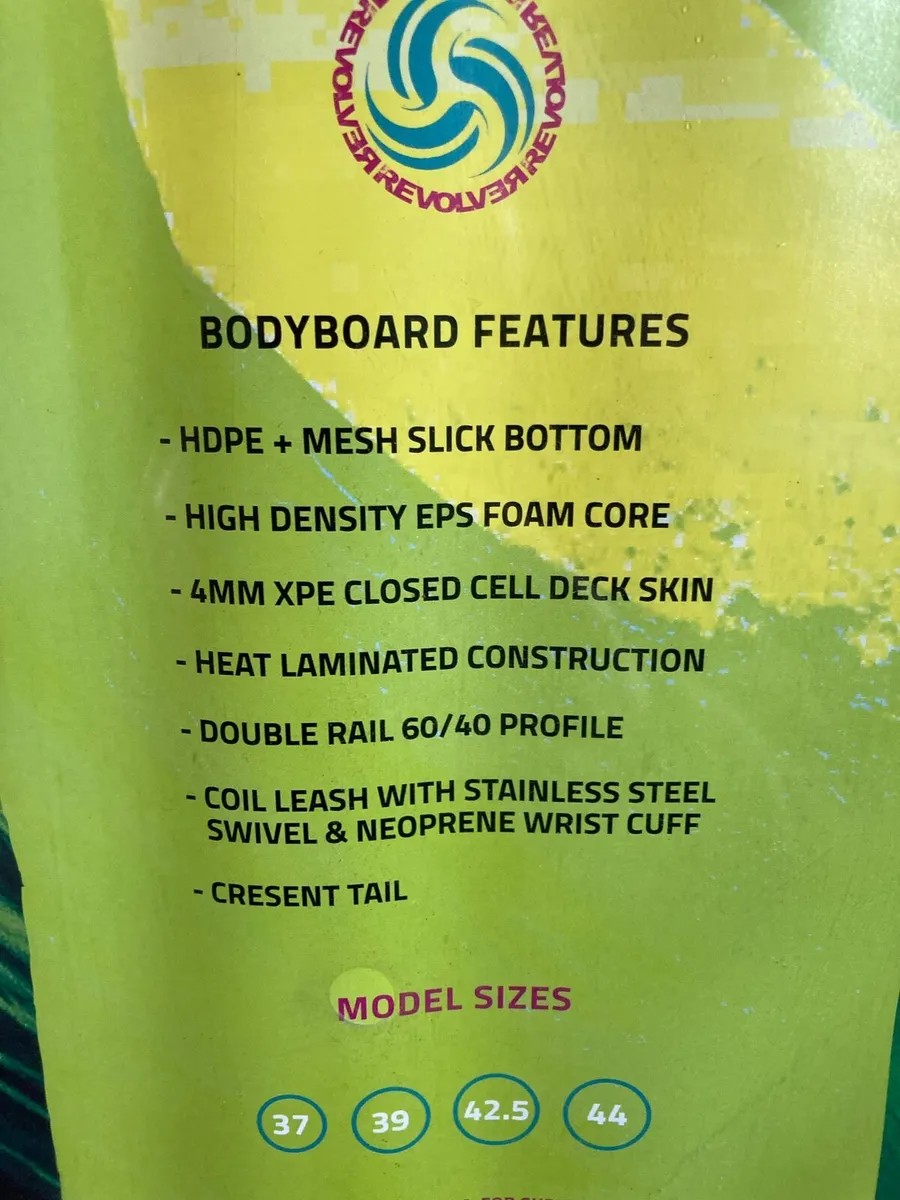 REVOLVER REVOLVER REVOLVER
BODYBOARD FEATURES
- HDPE + MESH SLICK BOTTOM
- HIGH DENSITY EPS FOAM CORE
- 4MM XPE CLOSED CELL DECK SKIN
- HEAT LAMINATED CONSTRUCTION
- DOUBLE RAIL 60/40 PROFILE
- COIL LEASH WITH STAINLESS STEEL
SWIVEL & NEOPRENE WRIST CUFF
- CRESENT TAIL
MODEL SIZES
37 39 42.5 44